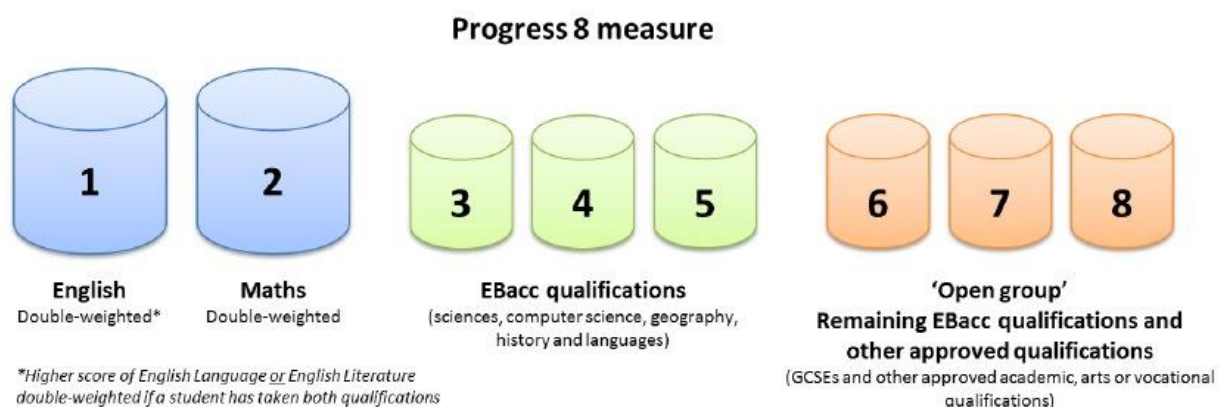 Progress 8 measure
1
2
3
4
5
6
7
8
English
Double-weighted*
Maths
Double-weighted
EBacc qualifications
(sciences, computer science, geography,
history and languages)
'Open group'
Remaining EBacc qualifications and
other approved qualifications
(GCSEs and other approved academic, arts or vocational
qualifications)
*Higher score of English Language or English Literature
double-weighted if a student has taken both qualifications